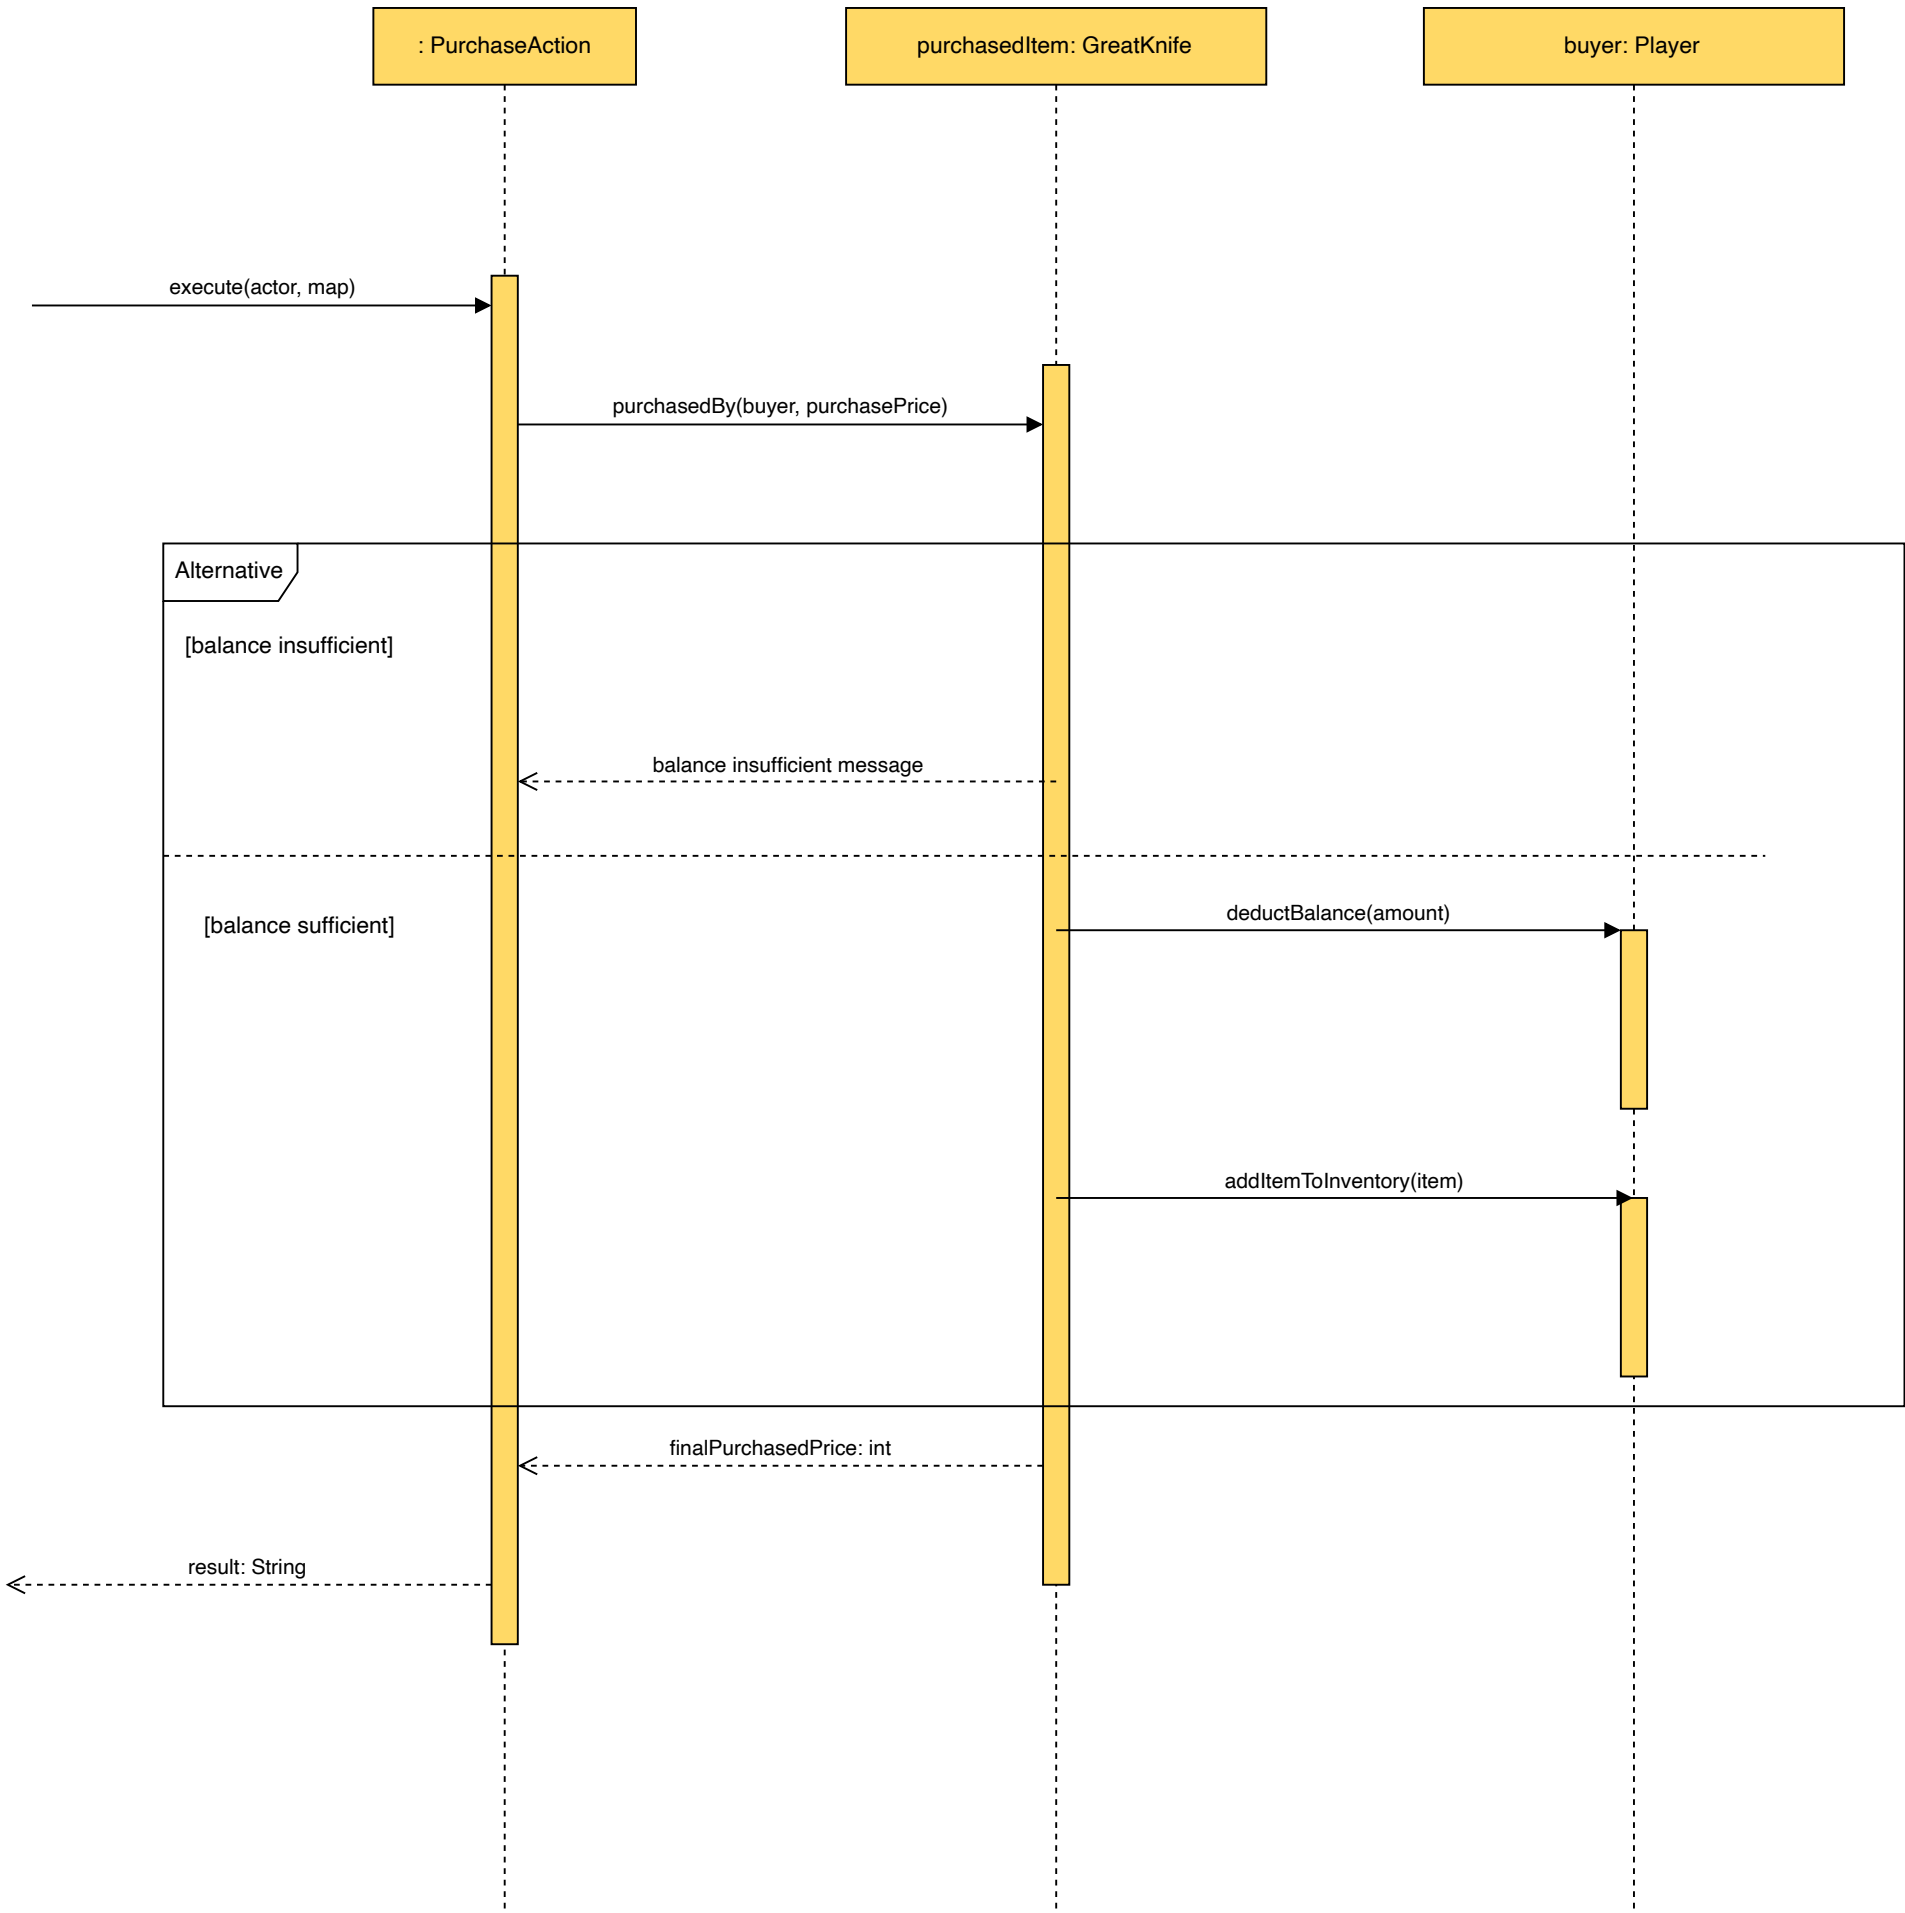 : PurchaseAction
purchasedItem: GreatKnife
buyer: Player
execute(actor, map)
purchasedBy(buyer, purchasePrice)
Alternative
[balance insufficient]
balance insufficient message
deductBalance(amount)
[balance sufficient]
addItemToInventory(item)
finalPurchasedPrice: int
result: String